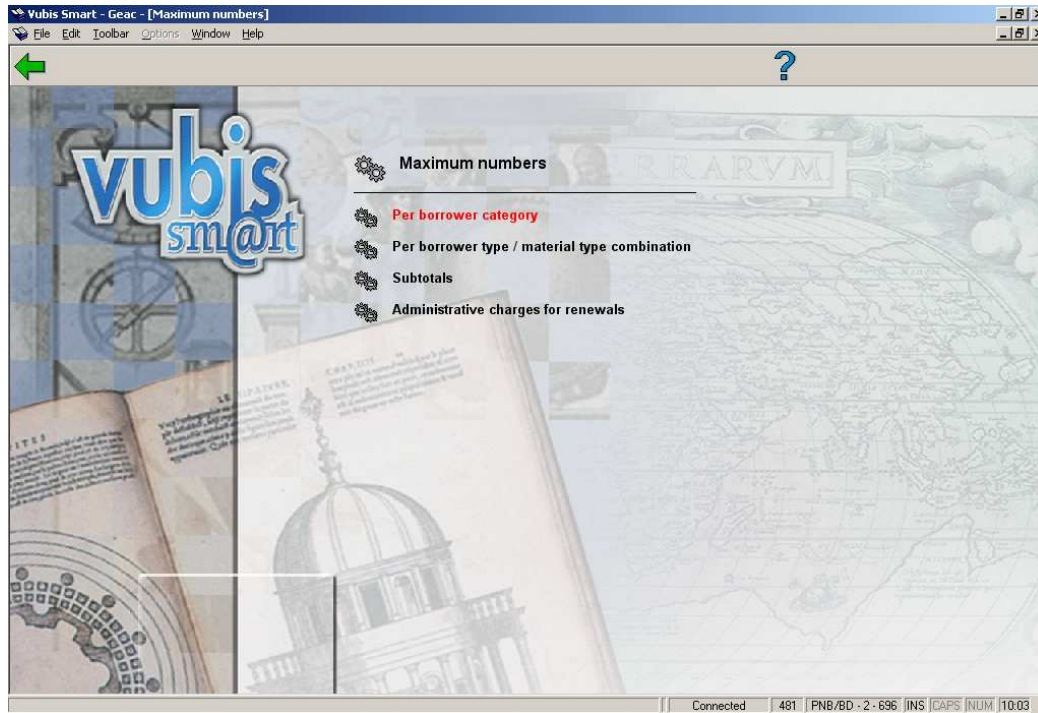 Vubis Smart - Geac - [Maximum numbers]
File Edit Toolbar Options Window Help
?
vubis
sm@rt
RRARVM
Maximum numbers
Per borrower category
Per borrower type / material type combination
Subtotals
Administrative charges for renewals
Connected 481 PNB/BD - 2 - 696 INS CAPS NUM 10:03